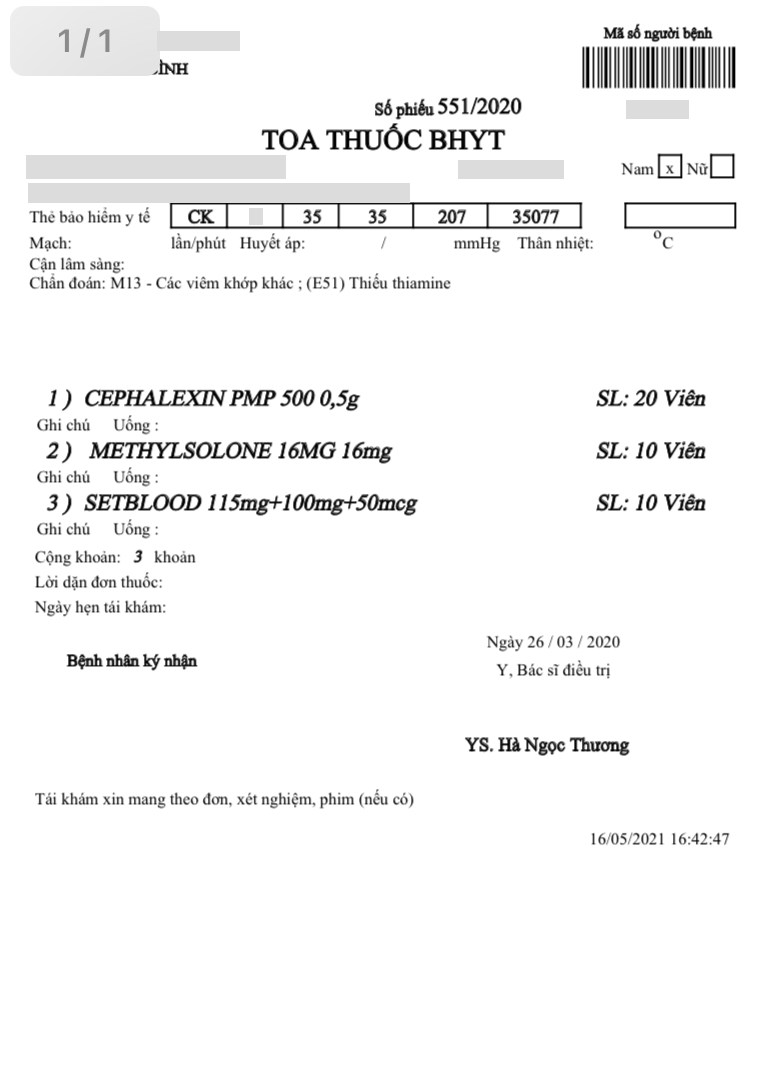 1/1
Mã số người bệnh
ÌNH
Số phiếu 551/2020
TOA THUỐC BHYT
Nam x Nữ
Thẻ bảo hiểm y tế CK 35 35 207 35077
Mạch: lần/phút Huyết áp: / mmHg Thân nhiệt: °C
Cận lâm sàng:
Chẩn đoán: M13 - Các viêm khớp khác ; (E51) Thiếu thiamine
1 ) CEPHALEXIN PMP 500 0,5g SL: 20 Viên
Ghi chú Uống :
2 ) METHYLSOLONE 16MG 16mg SL: 10 Viên
Ghi chú Uống :
3 ) SETBLOOD 115mg+100mg+50mcg SL: 10 Viên
Ghi chú Uống :
Cộng khoản: 3 khoản
Lời dặn đơn thuốc:
Ngày hẹn tái khám:
Ngày 26 / 03 / 2020
Bệnh nhân ký nhận
Y, Bác sĩ điều trị
YS. Hà Ngọc Thương
Tái khám xin mang theo đơn, xét nghiệm, phim (nếu có)
16/05/2021 16:42:47